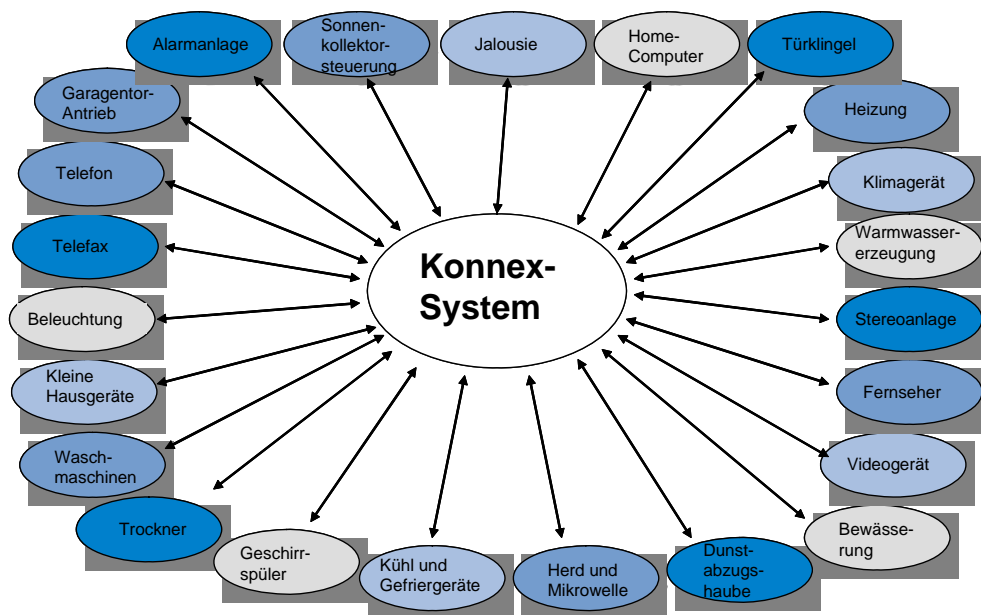 Alarmanlage
Sonnen-
kollektor-
steuerung
Jalousie
Home-
Computer
Türklingel
Heizung
Klimagerät
Warmwasser-
erzeugung
Stereoanlage
Fernseher
Videogerät
Bewässe-
rung
Dunst-
abzugs-
haube
Herd und
Mikrowelle
Kühl und
Gefriergeräte
Geschirr-
spüler
Trockner
Wasch-
maschinen
Kleine
Hausgeräte
Beleuchtung
Telefax
Telefon
Garagentor-
Antrieb
Konnex-
System